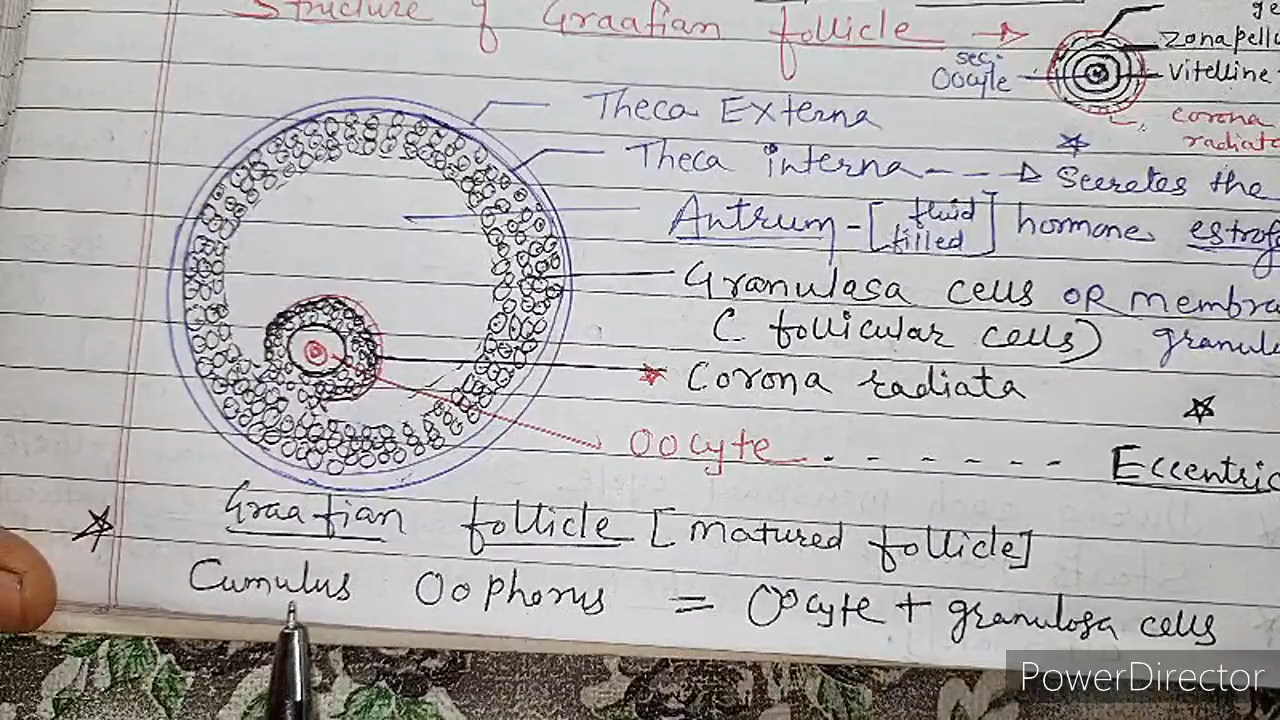 Structure of Graafian follicle →
Zona pellu
sec.
Oocyte
Vitelline
corona
radiata
Theca Externa
Theca interna - - → Secretes the
Antrum - [fluid filled] hormone estrog
Granulasa cells OR membra
( follicular cells) granul
Corona radiata
Oocyte - - - - - - - Eccentric
Graafian follicle [matured follicle]
Cumulus Oophorus = Oocyte + granulosa cells
PowerDirector